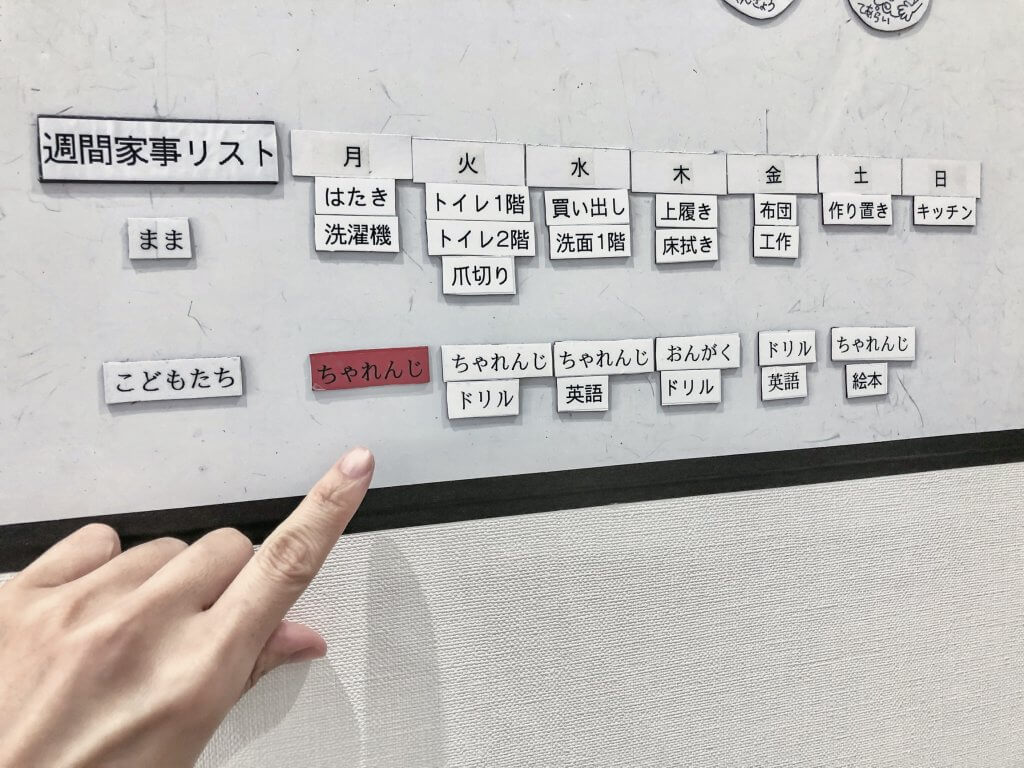 てあらい
週間家事リスト
月 火 水 木 金 土 日
まま
はたき トイレ1階 買い出し 上履き 布団 作り置き キッチン
洗濯機 トイレ2階 洗面1階 床拭き 工作
爪切り
こどもたち
ちゃれんじ ちゃれんじ ちゃれんじ おんがく ドリル ちゃれんじ
ドリル 英語 ドリル 英語 絵本